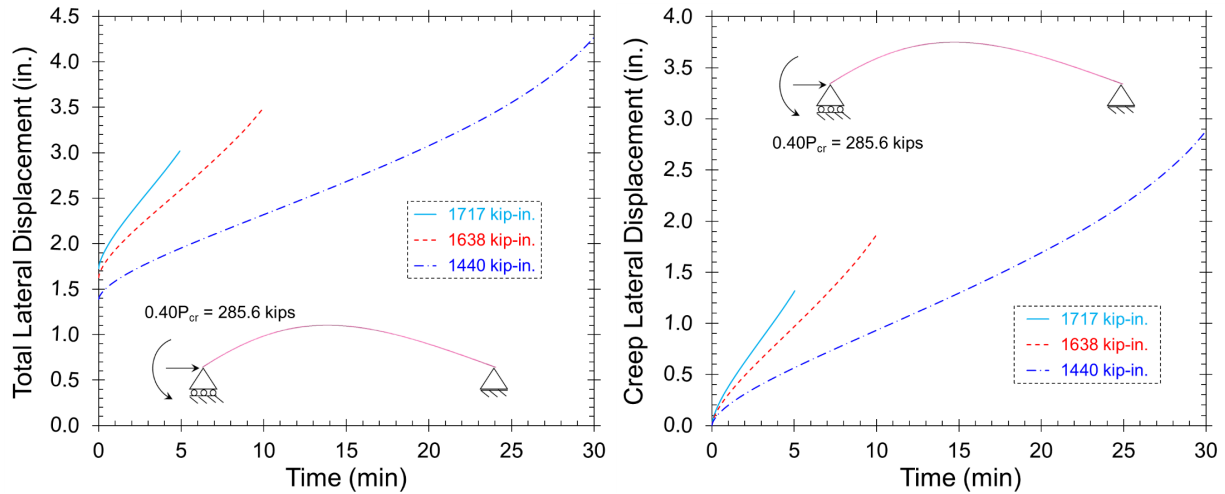 Total Lateral Displacement (in.)
4.5
4.0
3.5
3.0
2.5
2.0
1.5
1.0
0.5
0.0
0 5 10 15 20 25 30
Time (min)
1717 kip-in.
1638 kip-in.
1440 kip-in.
0.40Pcr = 285.6 kips
Creep Lateral Displacement (in.)
4.0
3.5
3.0
2.5
2.0
1.5
1.0
0.5
0.0
0 5 10 15 20 25 30
Time (min)
0.40Pcr = 285.6 kips
1717 kip-in.
1638 kip-in.
1440 kip-in.